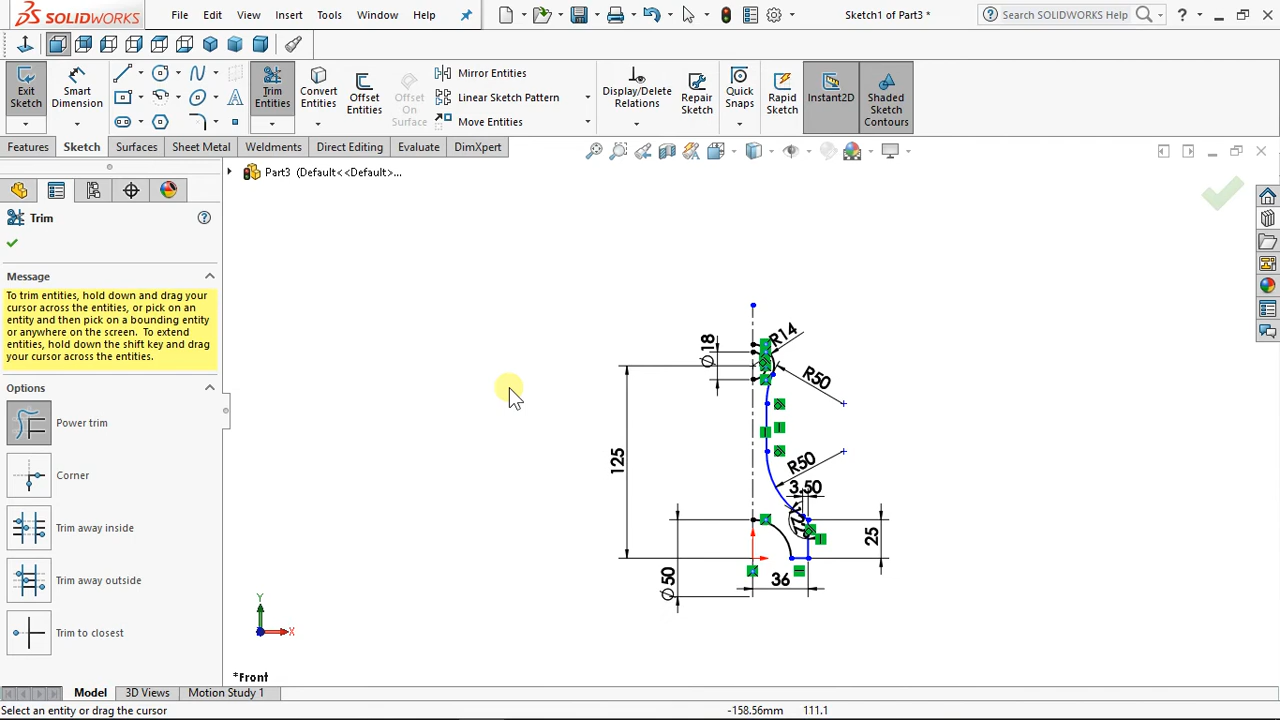 SOLIDWORKS
File Edit View Insert Tools Window Help
Sketch1 of Part3 *
Search SOLIDWORKS Help
Exit Sketch
Smart Dimension
Trim Entities
Convert Entities
Offset Entities
Offset On Surface
Mirror Entities
Linear Sketch Pattern
Move Entities
Display/Delete Relations
Repair Sketch
Quick Snaps
Rapid Sketch
Instant2D
Shaded Sketch Contours
Features Sketch Surfaces Sheet Metal Weldments Direct Editing Evaluate DimXpert
Part3 (Default<<Default>...
Trim
Message
To trim entities, hold down and drag your
cursor across the entities, or pick on an
entity and then pick on a bounding entity
or anywhere on the screen. To extend
entities, hold down the shift key and drag
your cursor across the entities.
Options
Power trim
Corner
Trim away inside
Trim away outside
Trim to closest
R14
∅18
R50
125
R50
3.50
25
∅50
36
Y
X
*Front
Model 3D Views Motion Study 1
Select an entity or drag the cursor
-158.56mm 111.1